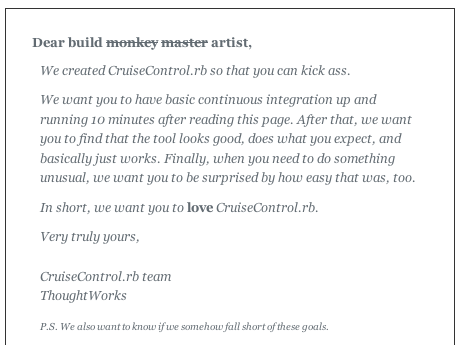 Dear build monkey master artist,
We created CruiseControl.rb so that you can kick ass.
We want you to have basic continuous integration up and
running 10 minutes after reading this page. After that, we want
you to find that the tool looks good, does what you expect, and
basically just works. Finally, when you need to do something
unusual, we want you to be surprised by how easy that was, too.
In short, we want you to love CruiseControl.rb.
Very truly yours,
CruiseControl.rb team
ThoughtWorks
P.S. We also want to know if we somehow fall short of these goals.